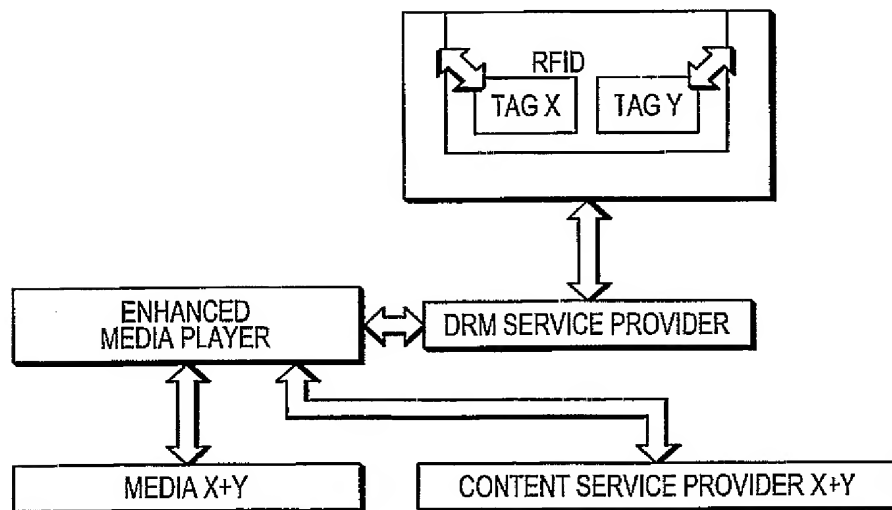 RFID
TAG X
TAG Y
ENHANCED
MEDIA PLAYER
DRM SERVICE PROVIDER
MEDIA X+Y
CONTENT SERVICE PROVIDER X+Y